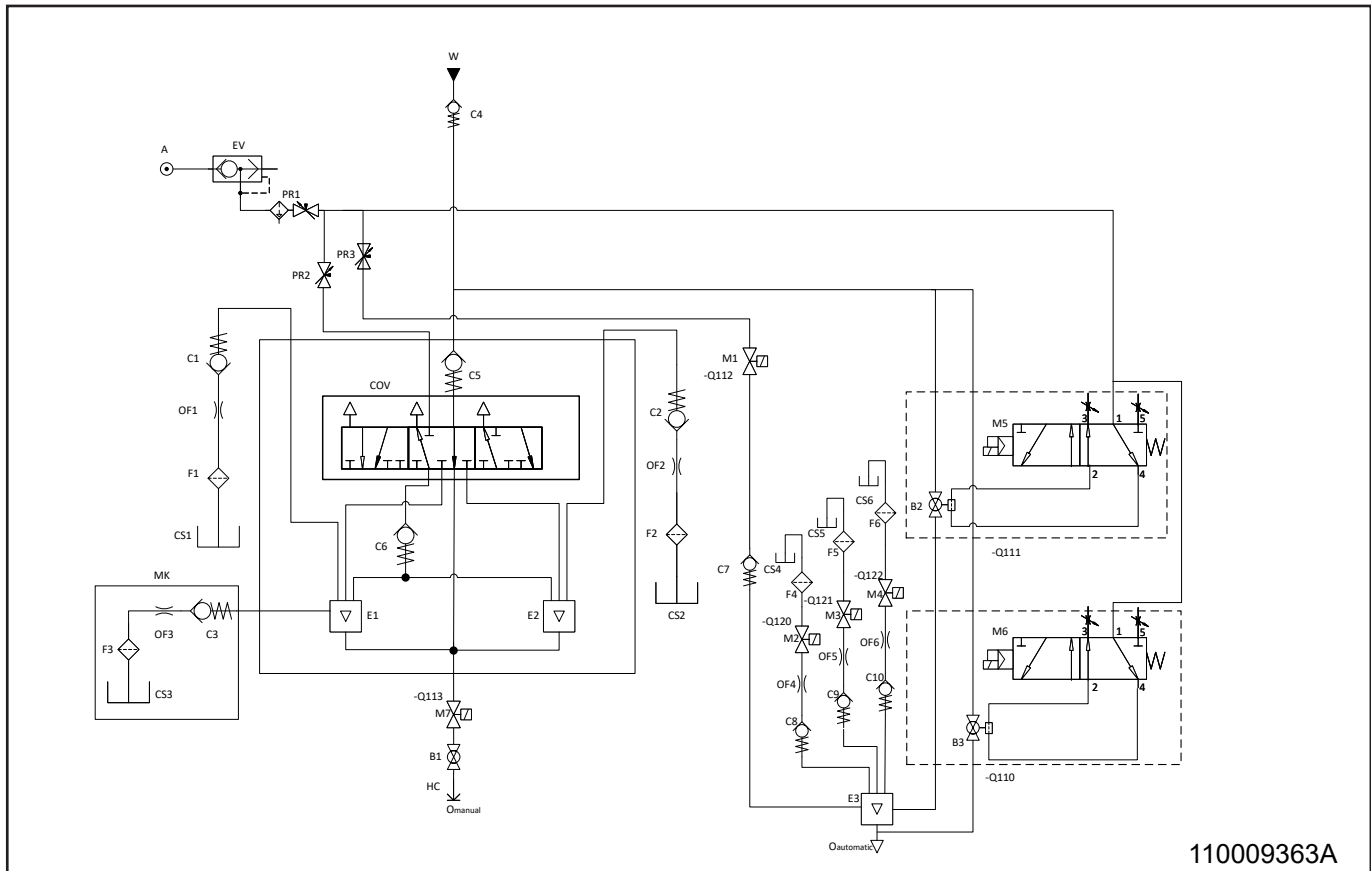 W
C4
EV
A
PR1
PR3
PR2
C1
C5
M1
-Q112
COV
C2
OF1
M5
3 1 5
2 4
OF2
CS6
F1
F6
B2
CS5
F5
-Q111
CS1
C6
F2
C7
CS4
F4
-Q122
M4
MK
-Q121
M3
E1
E2
CS2
-Q120
M2
M6
3 1 5
2 4
OF3
C3
OF6
F3
OF5
OF4
C10
CS3
-Q113
C9
M7
C8
B3
B1
-Q110
HC
E3
Omanual
Oautomatic
110009363A